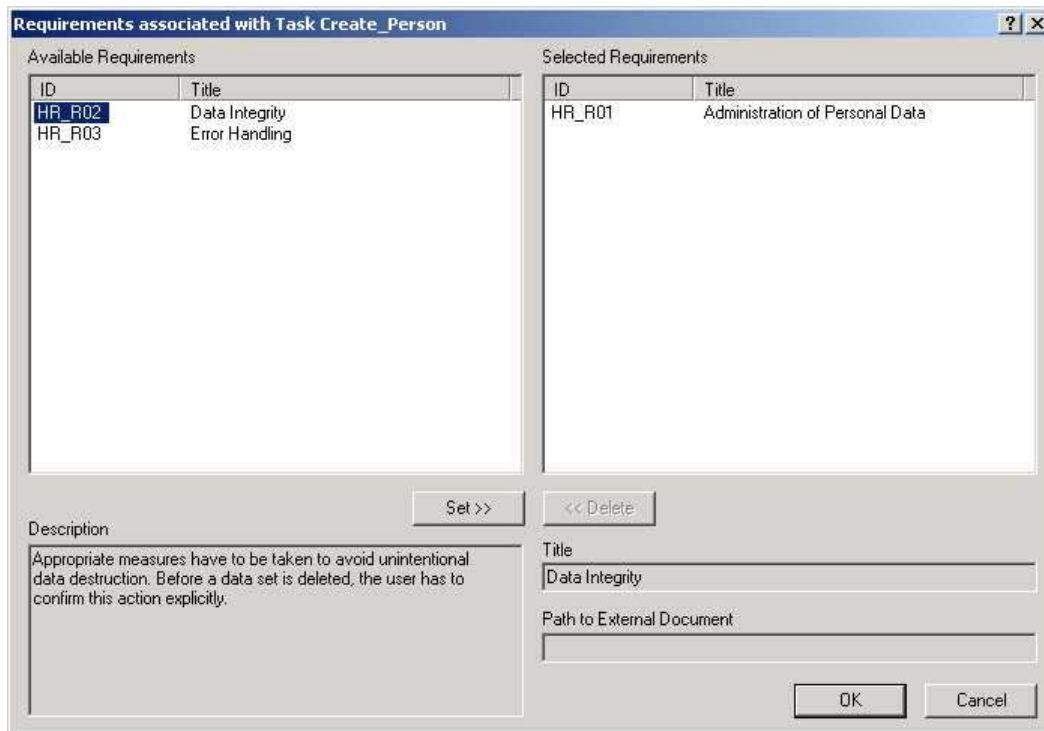 Requirements associated with Task Create_Person
Available Requirements
ID Title
HR_R02 Data Integrity
HR_R03 Error Handling
Selected Requirements
ID Title
HR_R01 Administration of Personal Data
Set >>
<< Delete
Description
Appropriate measures have to be taken to avoid unintentional
data destruction. Before a data set is deleted, the user has to
confirm this action explicitly.
Title
Data Integrity
Path to External Document
OK
Cancel